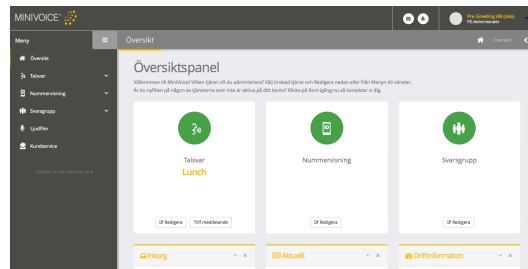 MINIVOICE
Pre Greeting AB (aka)
PG Administratör
Meny
Översikt
Översikt
Översikt
Talsvar
Nummervisning
Svarsgrupp
Ljudfiler
Kundservice
Översiktspanel
Välkommen till MiniVoice! Vilken tjänst vill du administrera? Välj önskad tjänst och Redigera nedan eller från Menyn till vänster.
Är du nyfiken på någon av tjänsterna som inte är aktiva på ditt konto? Klicka på Kom igång nu så kontaktar vi dig.
Talsvar
Lunch
Redigera
Tillf meddelande
Nummervisning
Redigera
Svarsgrupp
Redigera
Inkorg
Aktuellt
Driftinformation